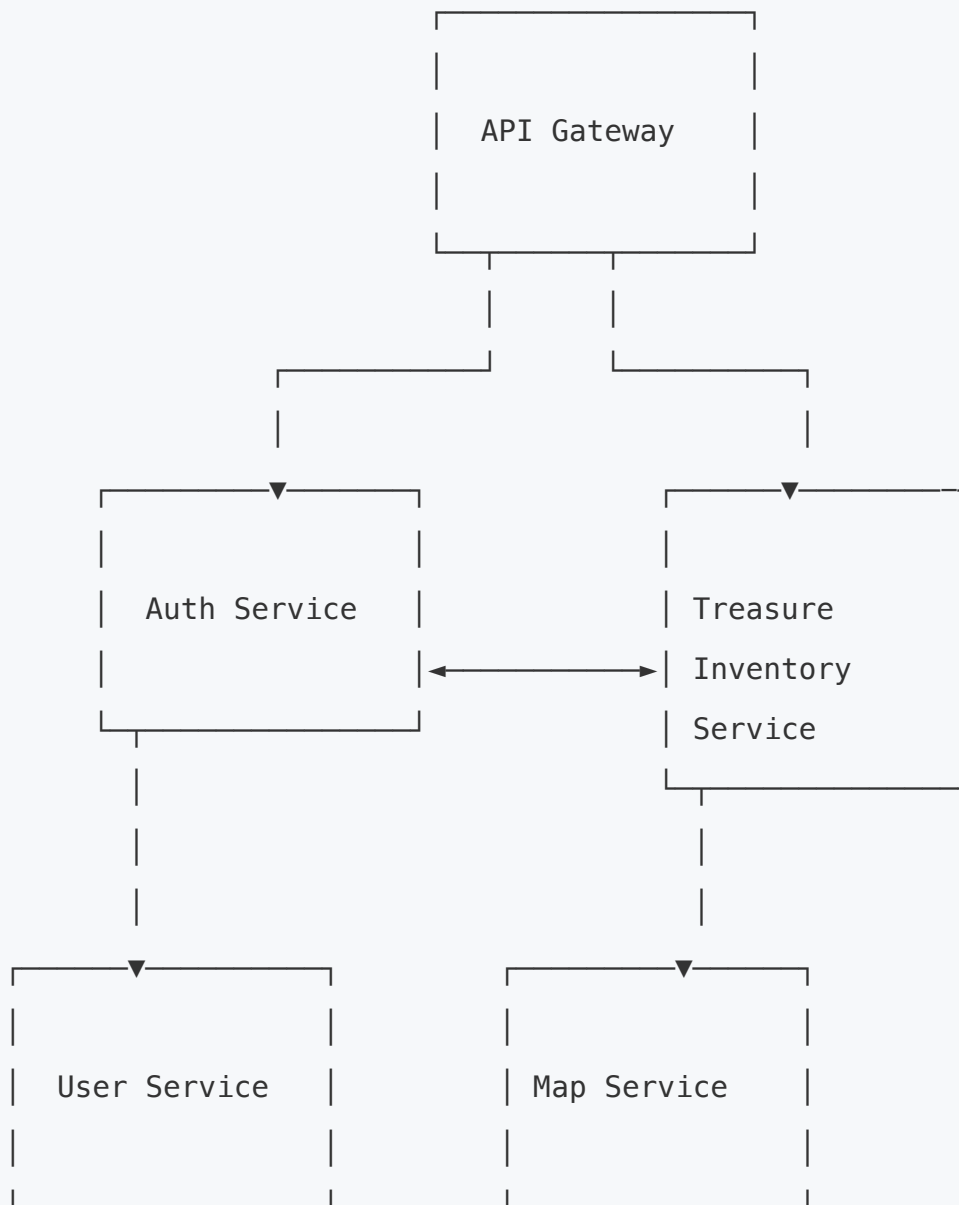 API Gateway
Auth Service
Treasure
Inventory
Service
User Service
Map Service